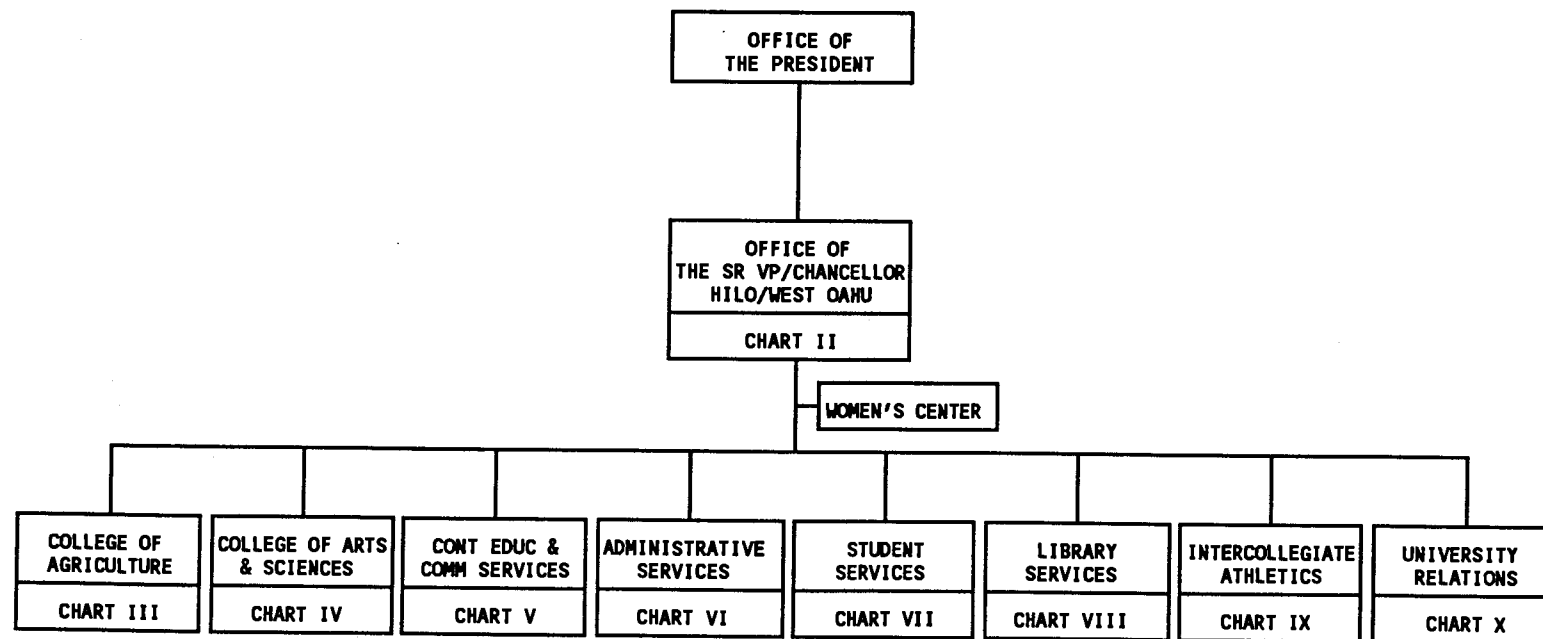 OFFICE OF
THE PRESIDENT
OFFICE OF
THE SR VP/CHANCELLOR
HILO/WEST OAHU
CHART II
WOMEN'S CENTER
COLLEGE OF
AGRICULTURE
CHART III
COLLEGE OF ARTS
& SCIENCES
CHART IV
CONT EDUC &
COMM SERVICES
CHART V
ADMINISTRATIVE
SERVICES
CHART VI
STUDENT
SERVICES
CHART VII
LIBRARY
SERVICES
CHART VIII
INTERCOLLEGIATE
ATHLETICS
CHART IX
UNIVERSITY
RELATIONS
CHART X